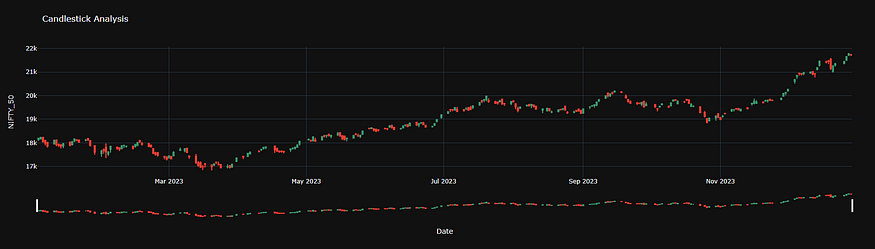 Candlestick Analysis
22k
21k
20k
19k
18k
17k
NIFTY_50
Mar 2023
May 2023
Jul 2023
Sep 2023
Nov 2023
Date